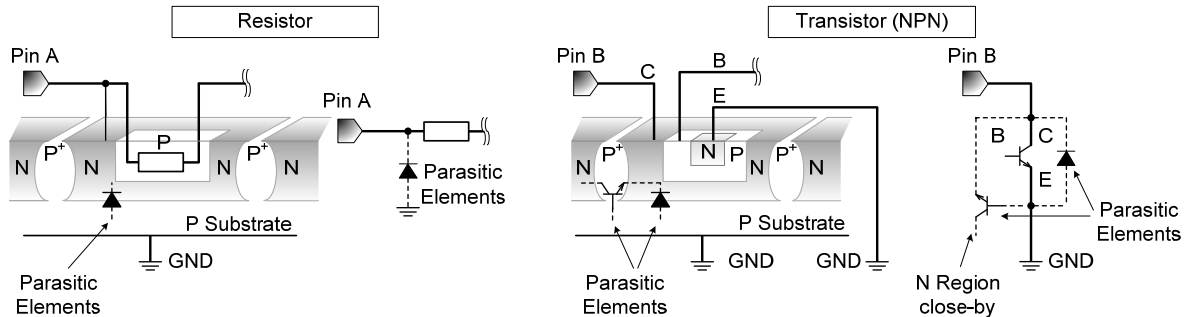 Resistor
Transistor (NPN)
Pin A
P
N
P+
N
P+
N
N
P Substrate
GND
Parasitic
Elements
Pin A
Parasitic
Elements
Pin B
C
B
E
N
P+
N
N
P
P+
N
N
P Substrate
GND
GND
Parasitic
Elements
Pin B
B
C
E
GND
Parasitic
Elements
N Region
close-by